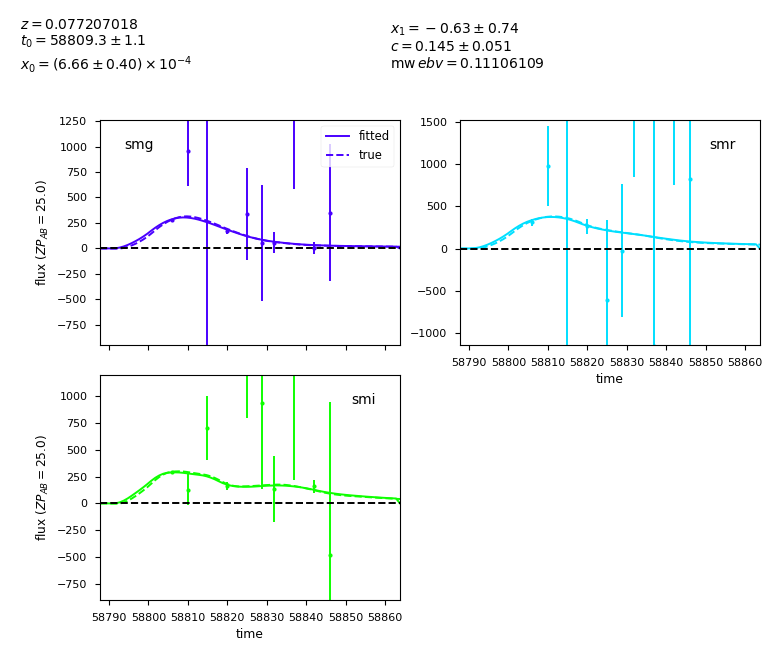 z = 0.077207018
t₀ = 58809.3 ± 1.1
x₀ = (6.66 ± 0.40) × 10⁻⁴
x₁ = −0.63 ± 0.74
c = 0.145 ± 0.051
mw ebv = 0.11106109
smg
fitted
true
1250
1000
750
500
250
0
−250
−500
−750
flux (ZP_AB = 25.0)
smr
1500
1000
500
0
−500
−1000
58790 58800 58810 58820 58830 58840 58850 58860
time
smi
1000
750
500
250
0
−250
−500
−750
flux (ZP_AB = 25.0)
58790 58800 58810 58820 58830 58840 58850 58860
time